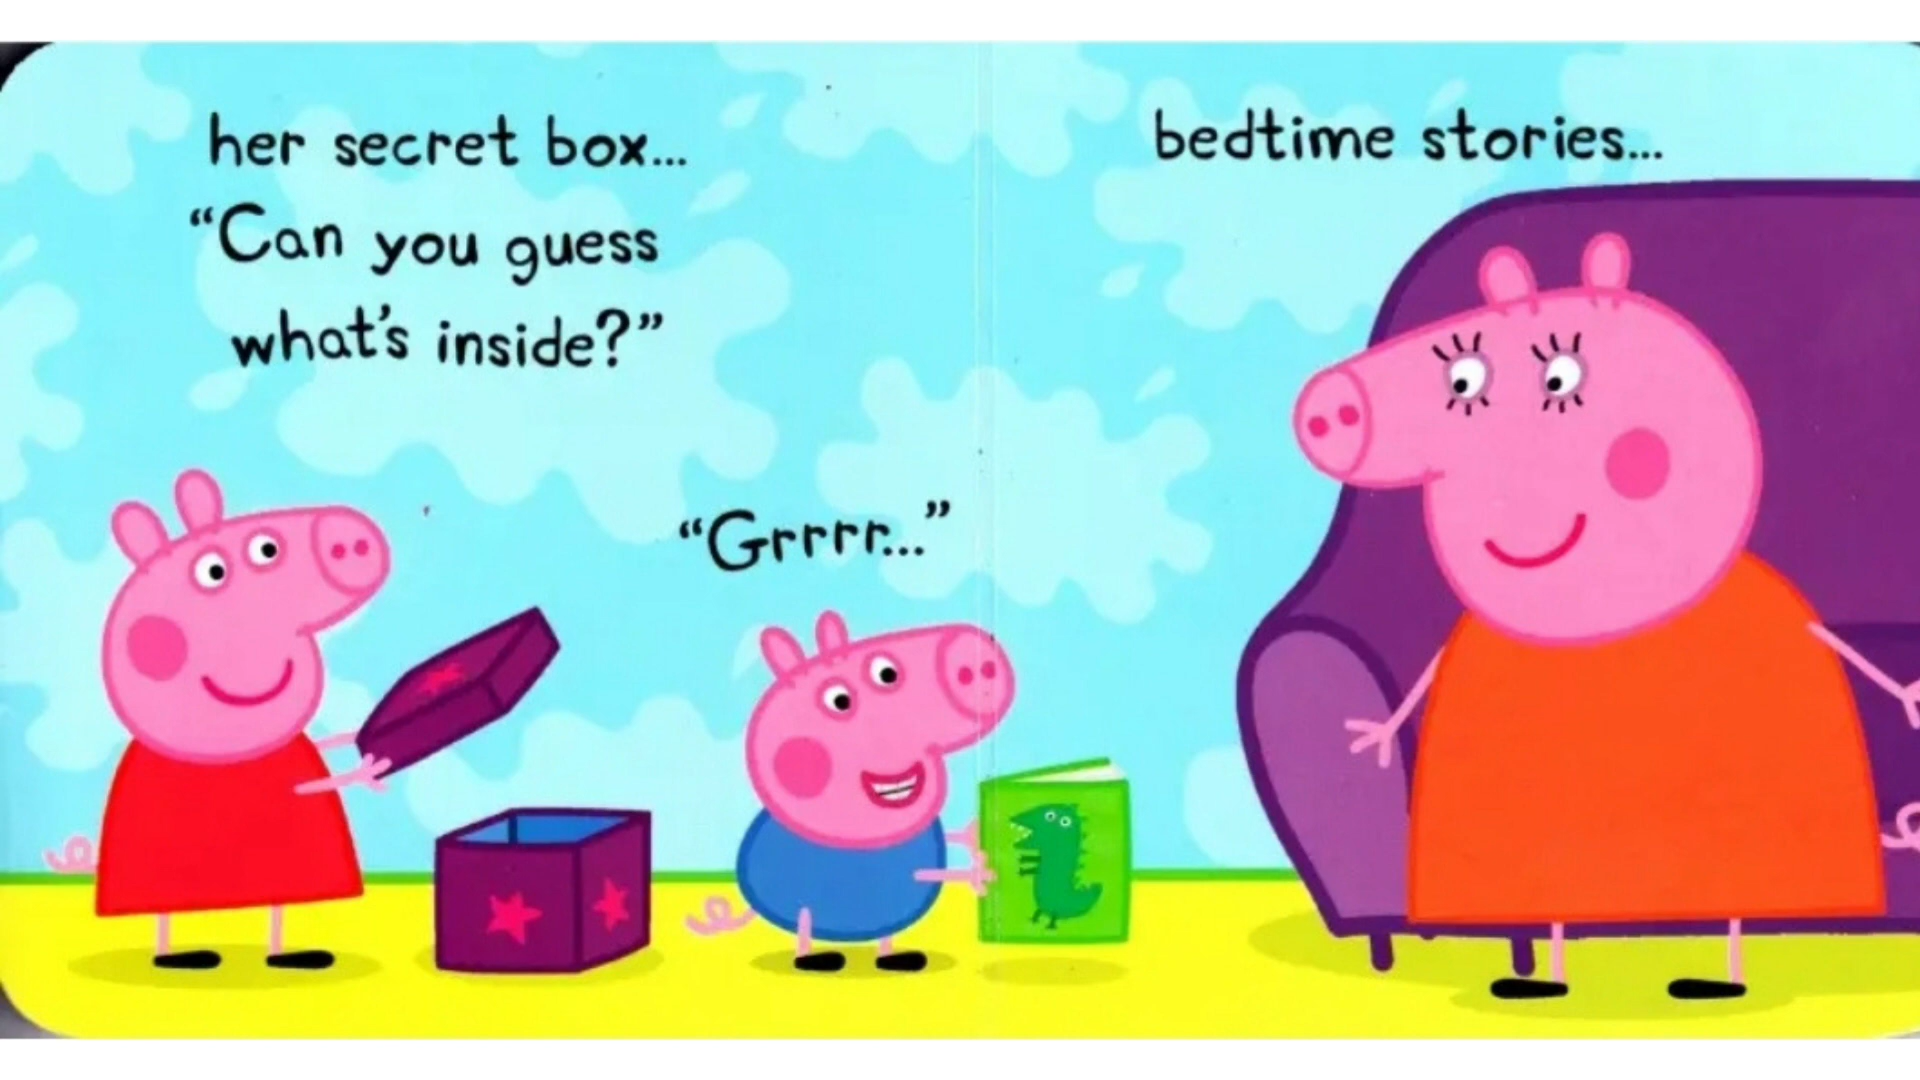 her secret box...
“Can you guess
what's inside?”
“Grrrr...”
bedtime stories...